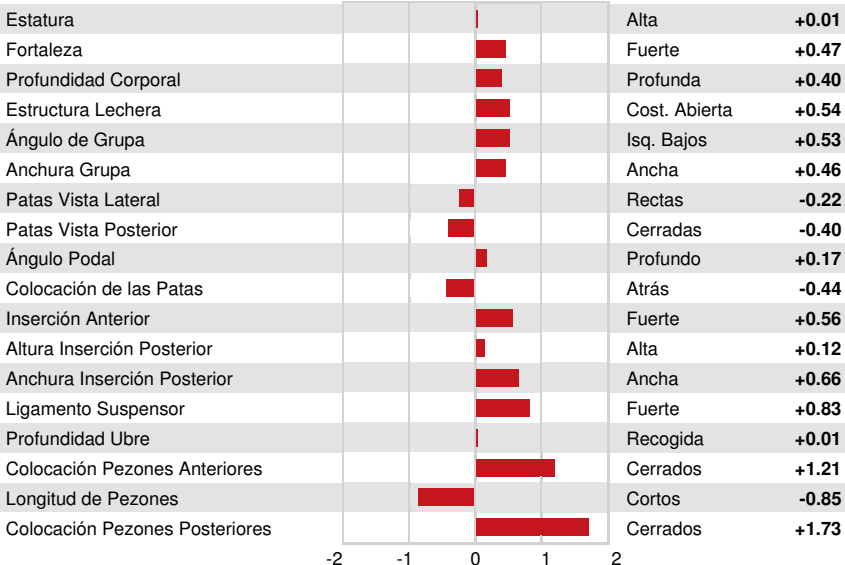 Estatura Alta +0.01
Fortaleza Fuerte +0.47
Profundidad Corporal Profunda +0.40
Estructura Lechera Cost. Abierta +0.54
Ángulo de Grupa Isq. Bajos +0.53
Anchura Grupa Ancha +0.46
Patas Vista Lateral Rectas -0.22
Patas Vista Posterior Cerradas -0.40
Ángulo Podal Profundo +0.17
Colocación de las Patas Atrás -0.44
Inserción Anterior Fuerte +0.56
Altura Inserción Posterior Alta +0.12
Anchura Inserción Posterior Ancha +0.66
Ligamento Suspensor Fuerte +0.83
Profundidad Ubre Recogida +0.01
Colocación Pezones Anteriores Cerrados +1.21
Longitud de Pezones Cortos -0.85
Colocación Pezones Posteriores Cerrados +1.73
-2 -1 0 1 2